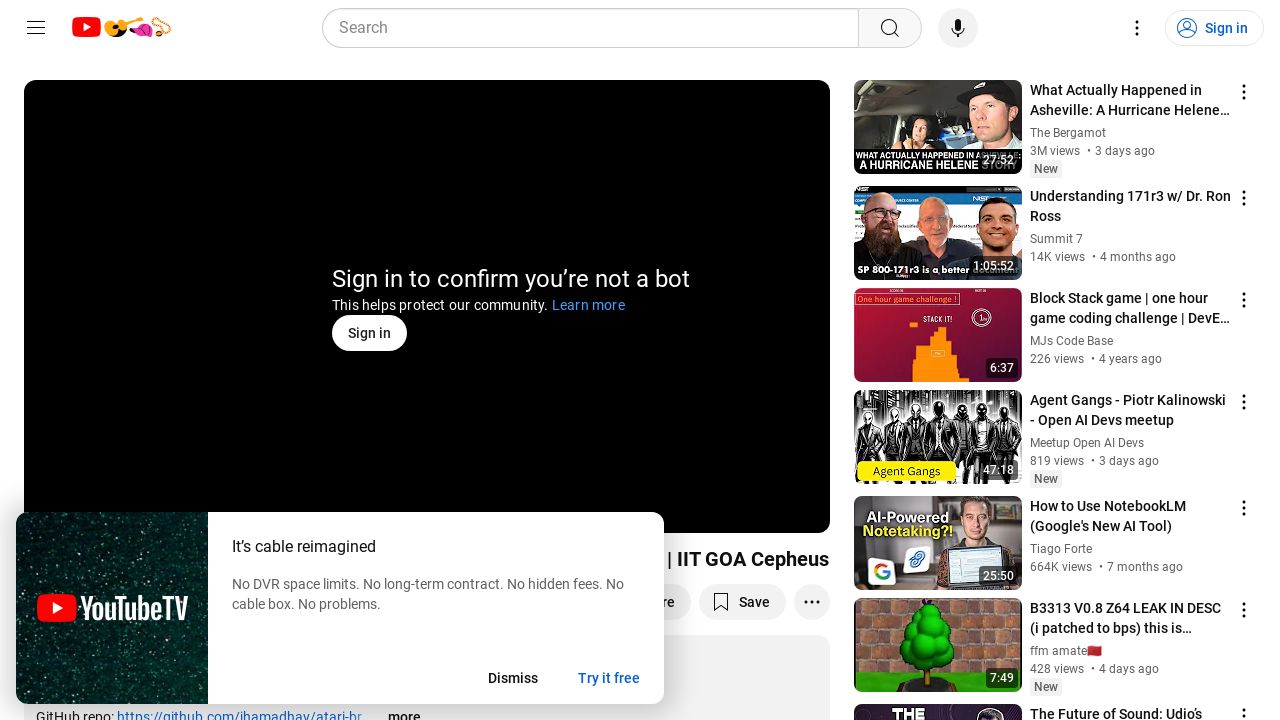 Search
Sign in
Sign in to confirm you're not a bot
This helps protect our community. Learn more
Sign in
It's cable reimagined
No DVR space limits. No long-term contract. No hidden fees. No
cable box. No problems.
YouTubeTV
Dismiss
Try it free
| IIT GOA Cepheus
re
Save
GitHub repo: https://github.com/jhamadhav/atari-br
...more
What Actually Happened in
Asheville: A Hurricane Helene...
The Bergamot
3M views • 3 days ago
New
WHAT ACTUALLY HAPPENED IN ASHEVILLE:
A HURRICANE HELENE STORY
27:52
Understanding 171r3 w/ Dr. Ron
Ross
Summit 7
14K views • 4 months ago
NIST
SP 800-171r3 is a better document
1:05:52
Block Stack game | one hour
game coding challenge | DevE...
MJs Code Base
226 views • 4 years ago
One hour game challenge !
STACK IT!
6:37
Agent Gangs - Piotr Kalinowski
- Open AI Devs meetup
Meetup Open AI Devs
819 views • 3 days ago
New
Agent Gangs
47:18
How to Use NotebookLM
(Google's New AI Tool)
Tiago Forte
664K views • 7 months ago
AI-Powered
Notetaking?!
25:50
B3313 V0.8 Z64 LEAK IN DESC
(i patched to bps) this is...
ffm amate🇲🇦
428 views • 4 days ago
New
7:49
The Future of Sound: Udio's
THE